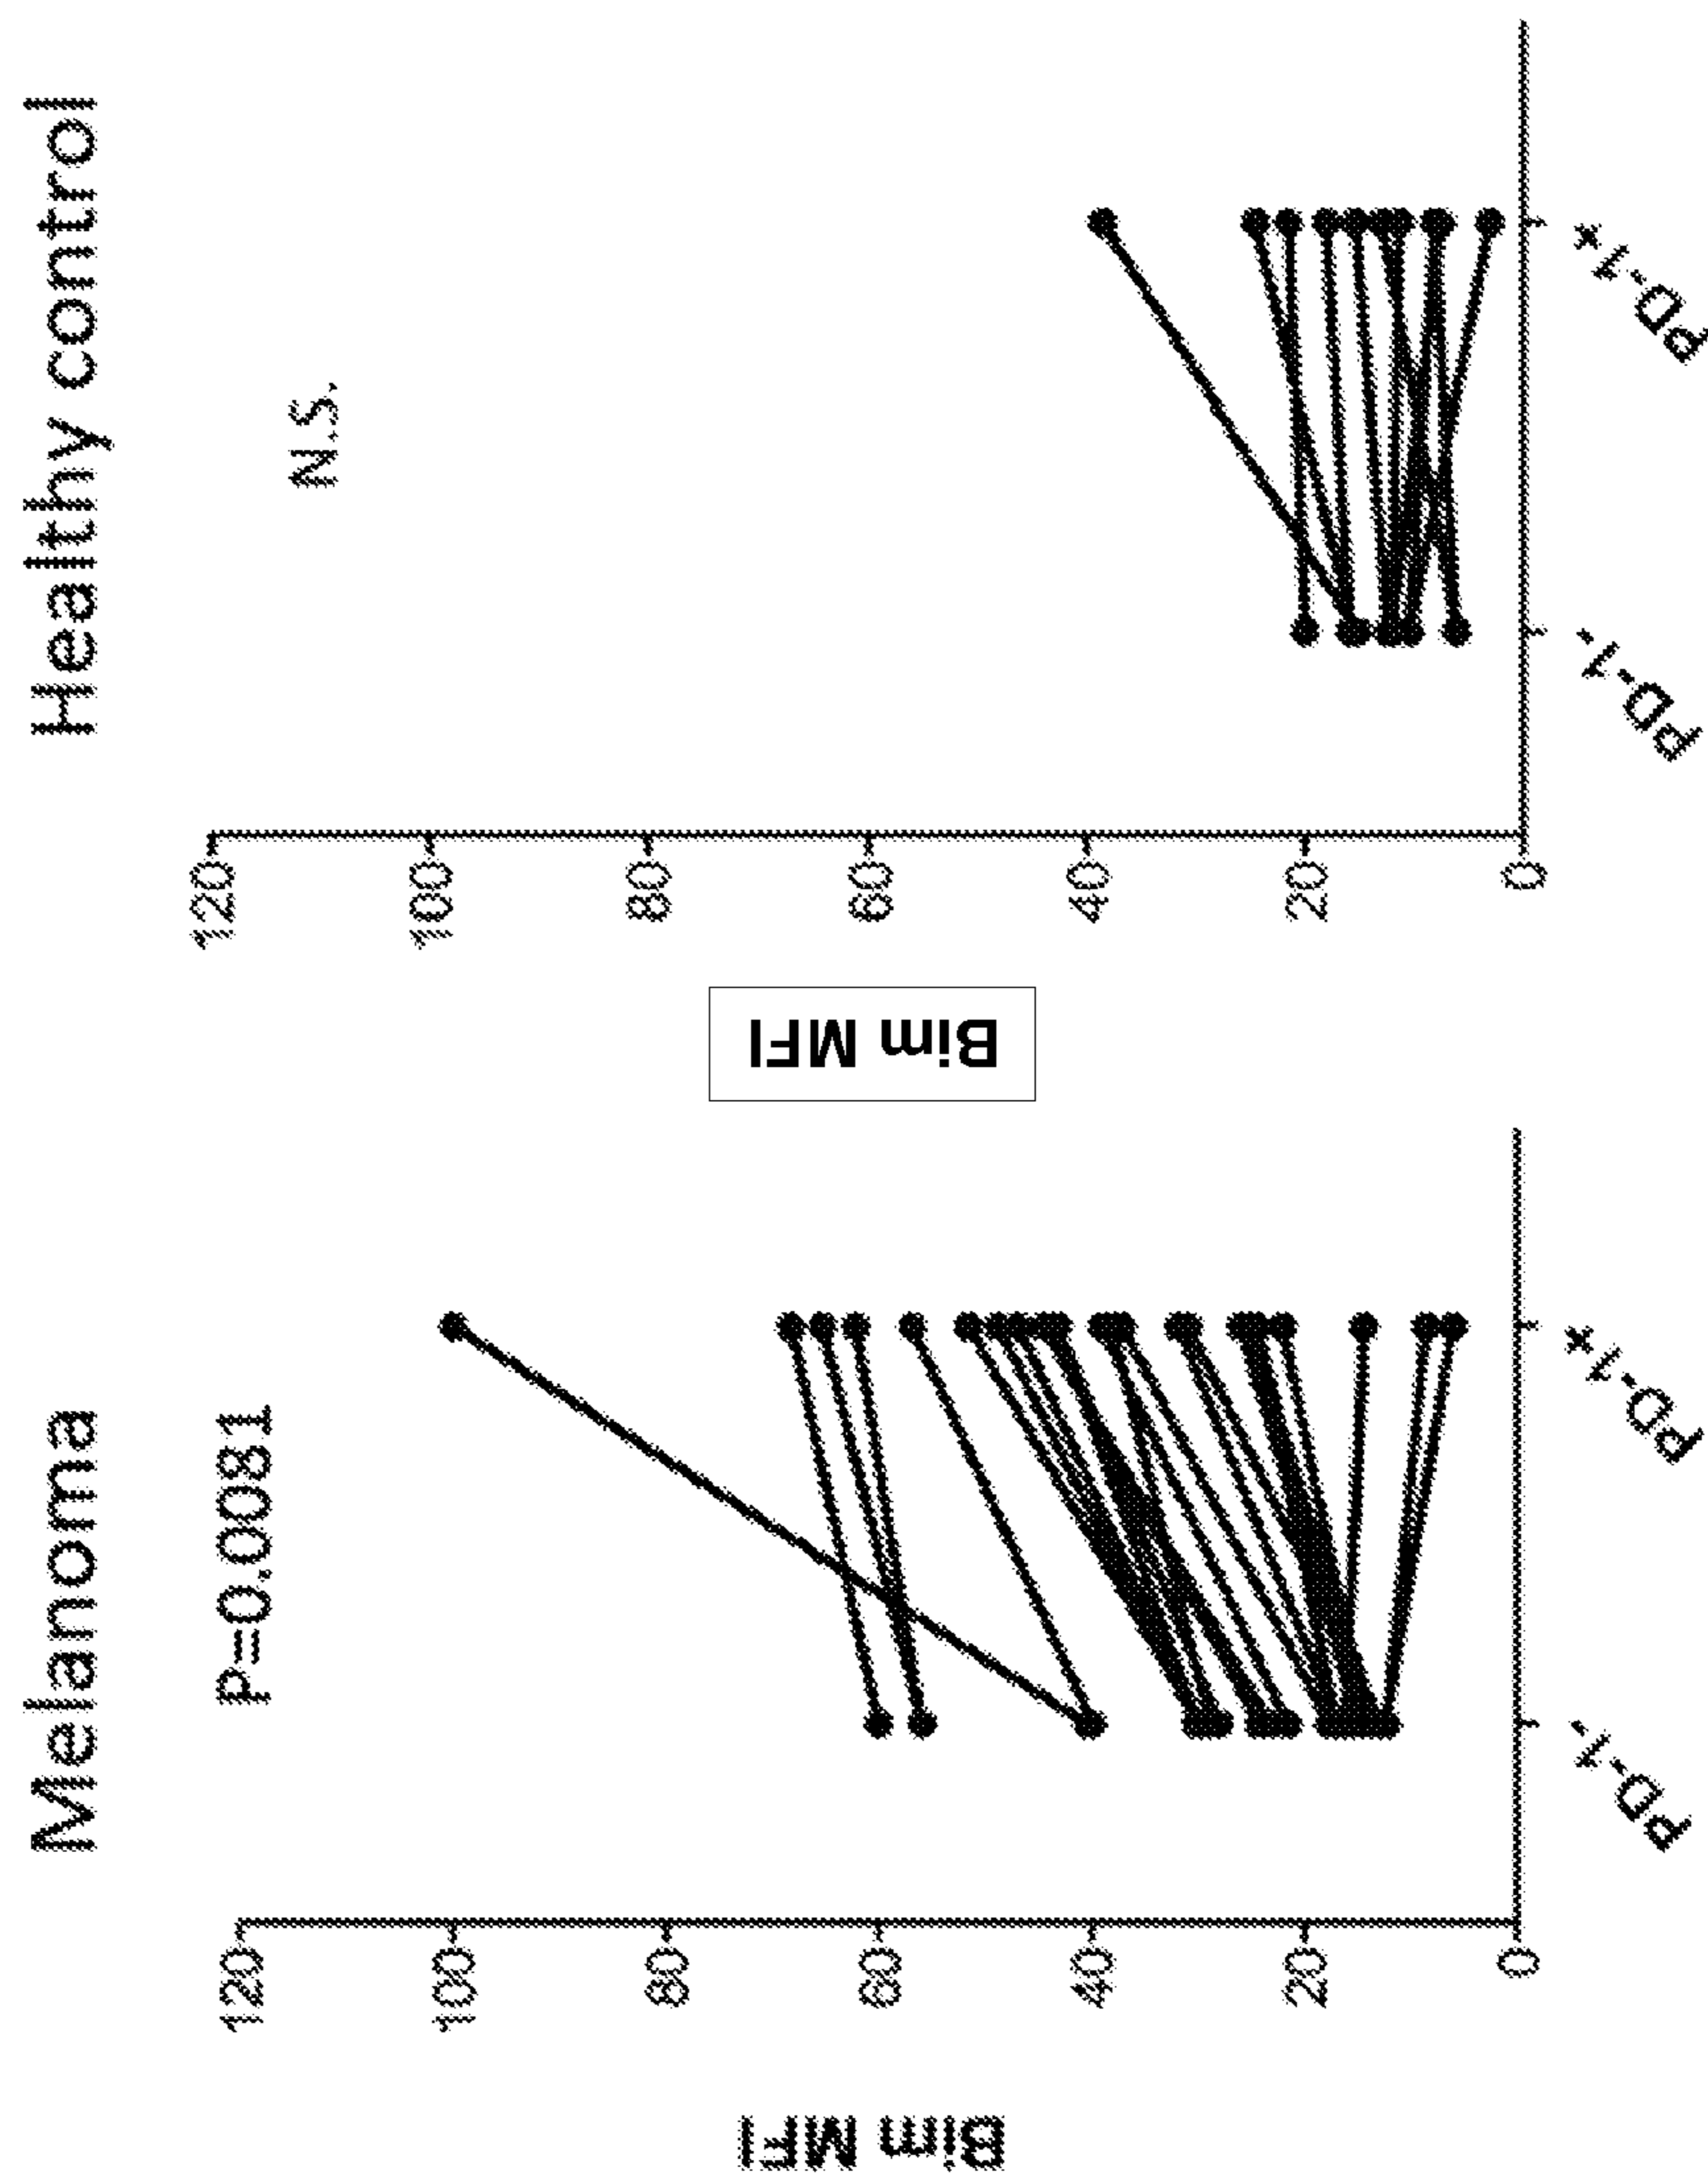 Melanoma
P=0.0081
Bim MFI
120
100
80
60
40
20
0
PD-1-
PD-1+
Healthy control
N.S.
Bim MFI
120
100
80
60
40
20
0
PD-1-
PD-1+